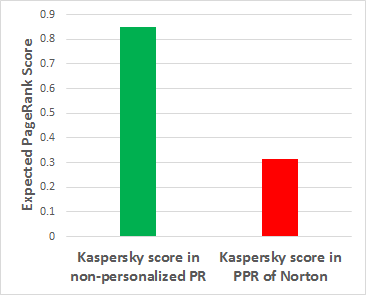 Expected PageRank Score
0.9
0.8
0.7
0.6
0.5
0.4
0.3
0.2
0.1
0
Kaspersky score in
non-personalized PR
Kaspersky score in
PPR of Norton